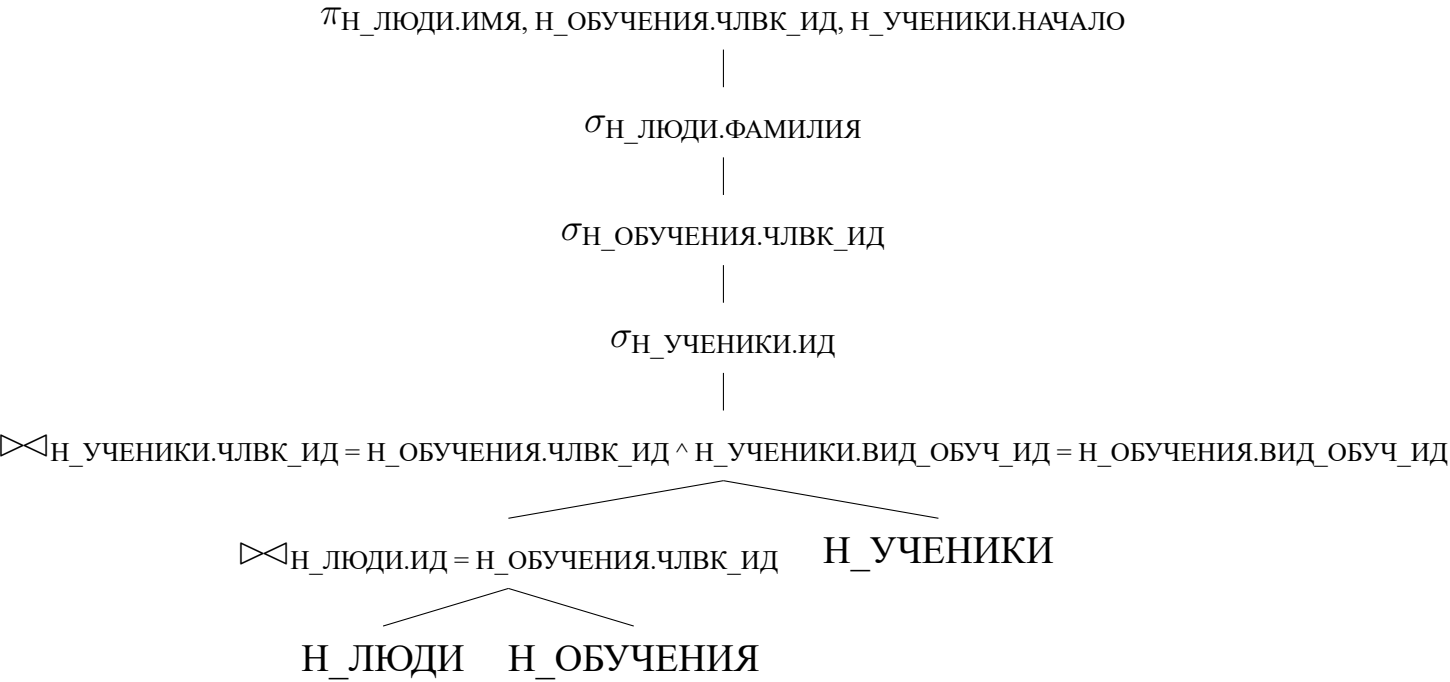 πН_ЛЮДИ.ИМЯ, Н_ОБУЧЕНИЯ.ЧЛВК_ИД, Н_УЧЕНИКИ.НАЧАЛО
σН_ЛЮДИ.ФАМИЛИЯ
σН_ОБУЧЕНИЯ.ЧЛВК_ИД
σН_УЧЕНИКИ.ИД
⋈Н_УЧЕНИКИ.ЧЛВК_ИД = Н_ОБУЧЕНИЯ.ЧЛВК_ИД ^ Н_УЧЕНИКИ.ВИД_ОБУЧ_ИД = Н_ОБУЧЕНИЯ.ВИД_ОБУЧ_ИД
⋈Н_ЛЮДИ.ИД = Н_ОБУЧЕНИЯ.ЧЛВК_ИД Н_УЧЕНИКИ
Н_ЛЮДИ Н_ОБУЧЕНИЯ